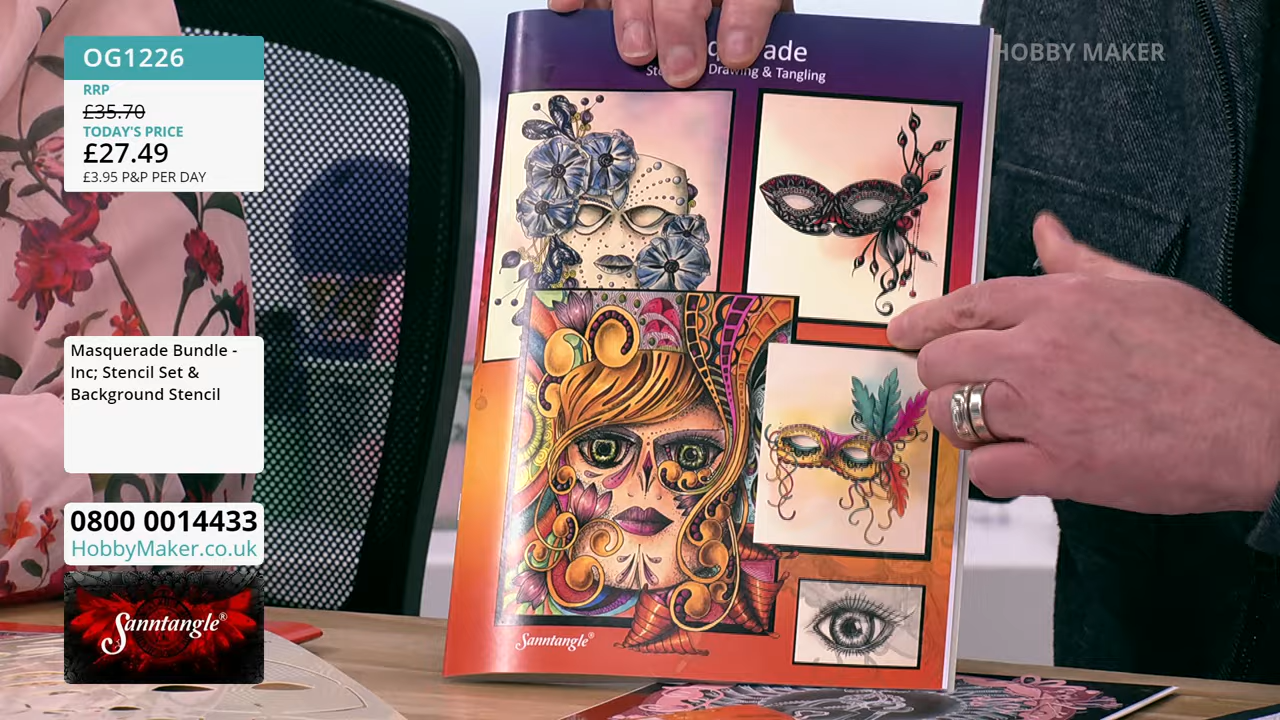 OG1226
RRP
£35.70
TODAY'S PRICE
£27.49
£3.95 P&P PER DAY
Masquerade Bundle -
Inc; Stencil Set &
Background Stencil
0800 0014433
HobbyMaker.co.uk
Sanntangle®
HOBBY MAKER
Drawing & Tangling
Sanntangle®